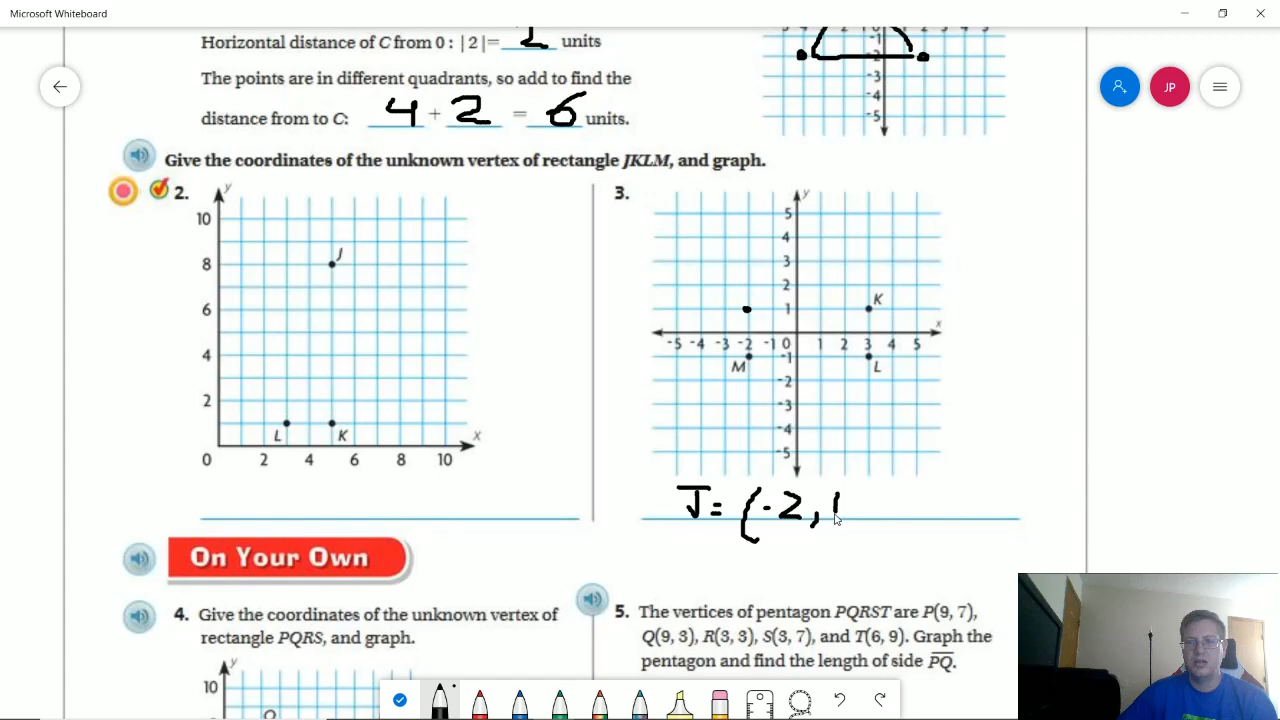 Microsoft Whiteboard
Horizontal distance of C from 0 : | 2 | = 2 units
The points are in different quadrants, so add to find the
distance from to C: 4 + 2 = 6 units.
-2
-3
-4
-5
JP
Give the coordinates of the unknown vertex of rectangle JKLM, and graph.
2.
y
10
8
6
4
2
0 2 4 6 8 10
x
J
L K
3.
y
5
4
3
2
1
K
x
-5 -4 -3 -2 -1 0 1 2 3 4 5
M
L
-1
-2
-3
-4
-5
J = (-2, 1
On Your Own
4. Give the coordinates of the unknown vertex of
rectangle PQRS, and graph.
y
10
5. The vertices of pentagon PQRST are P(9, 7),
Q(9, 3), R(3, 3), S(3, 7), and T(6, 9). Graph the
pentagon and find the length of side PQ.